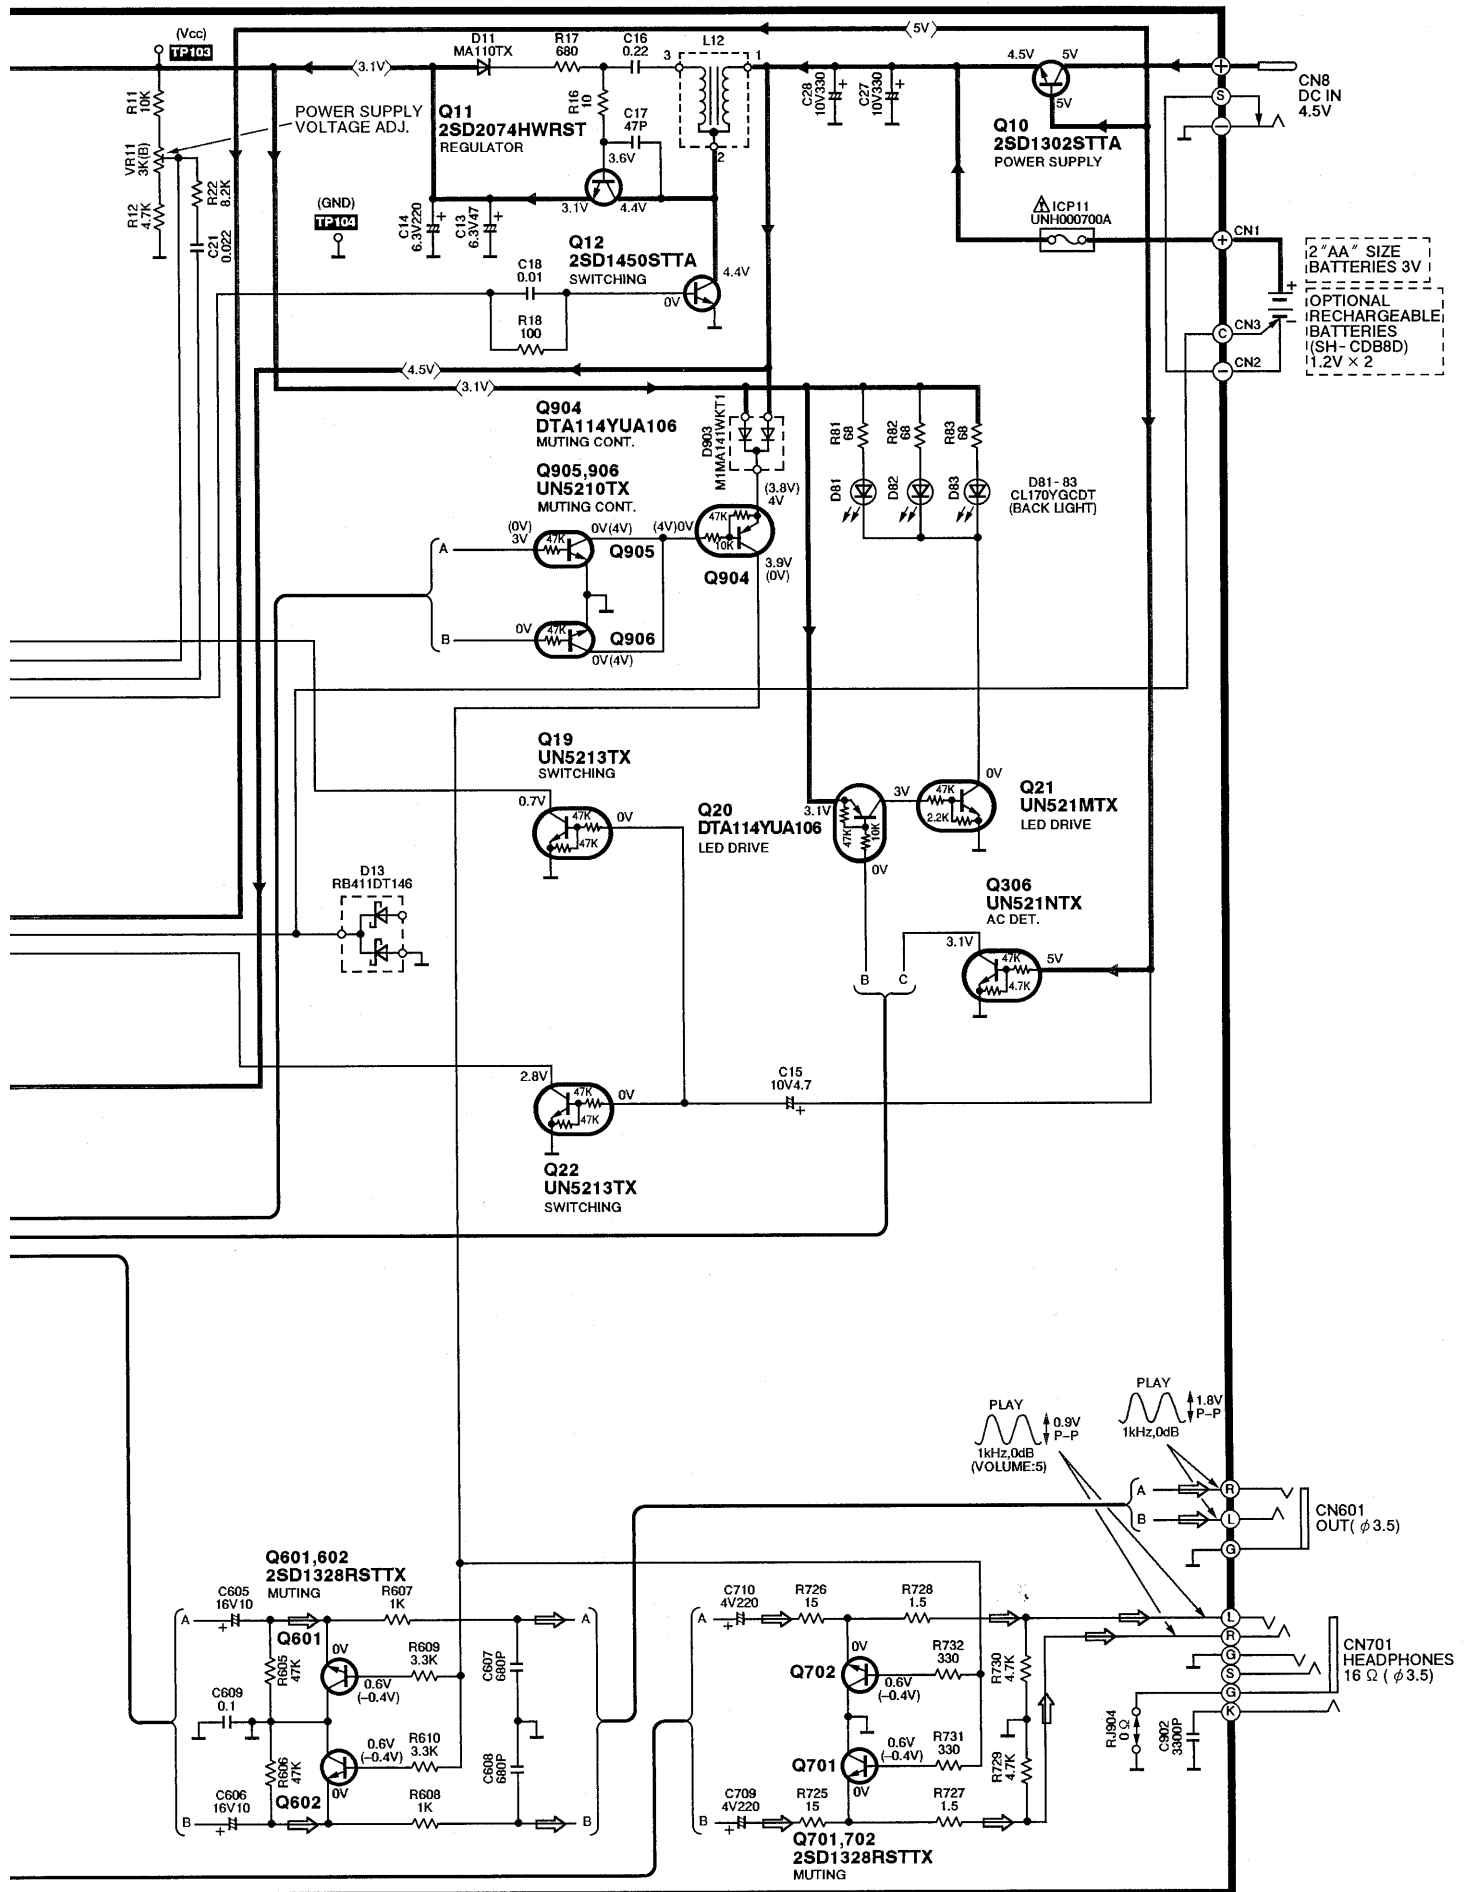 (Vcc)
TP103
D11
MA110TX
R17
680
C16
0.22
L12
3
1
2
(5V)
4.5V
5V
5V
CN8
DC IN
4.5V
+
S
−
(3.1V)
R11
10K
POWER SUPPLY
VOLTAGE ADJ.
Q11
2SD2074HWRST
REGULATOR
R16
10
C17
47P
C28
10V330
C27
10V330
Q10
2SD1302STTA
POWER SUPPLY
VR11
3K(B)
R22
8.2K
R12
4.7K
C21
0.022
(GND)
TP104
3.6V
3.1V
4.4V
C14
6.3V220
C13
6.3V47
ICP11
UNH000700A
+
CN1
2"AA" SIZE
BATTERIES 3V
OPTIONAL
RECHARGEABLE
BATTERIES
(SH-CDB8D)
1.2V × 2
Q12
2SD1450STTA
SWITCHING
C18
0.01
R18
100
4.4V
0V
C
CN3
−
CN2
(4.5V)
(3.1V)
Q904
DTA114YUA106
MUTING CONT.
D903
M1MA141WKT1
R81
68
R82
68
R83
68
Q905,906
UN5210TX
MUTING CONT.
D81
D82
D83
D81-83
CL170YGCDT
(BACK LIGHT)
(3.8V)
4V
47K
10K
(0V)
3V
47K
0V(4V)
(4V)0V
A
Q905
Q904
3.9V
(0V)
B
0V
47K
Q906
0V(4V)
Q19
UN5213TX
SWITCHING
0.7V
47K
0V
47K
Q20
DTA114YUA106
LED DRIVE
3.1V
47K
10K
3V
0V
47K
2.2K
0V
Q21
UN521MTX
LED DRIVE
D13
RB411DT146
Q306
UN521NTX
AC DET.
3.1V
47K
5V
4.7K
B
C
2.8V
47K
0V
47K
C15
10V4.7
+
Q22
UN5213TX
SWITCHING
PLAY
1.8V
P-P
1kHz,0dB
PLAY
0.9V
P-P
1kHz,0dB
(VOLUME:5)
A
R
B
L
G
CN601
OUT(φ3.5)
Q601,602
2SD1328RSTTX
MUTING
C605
16V10
R607
1K
A
+
Q601
0V
R609
3.3K
R605
47K
0.6V
(−0.4V)
C607
680P
A
C609
0.1
R606
47K
0.6V
(−0.4V)
R610
3.3K
C608
680P
Q602
0V
C606
16V10
R608
1K
B
+
B
C710
4V220
R726
15
R728
1.5
A
+
0V
Q702
R732
330
0.6V
(−0.4V)
R730
4.7K
Q701
0.6V
(−0.4V)
R731
330
R729
4.7K
0V
C709
4V220
R725
15
R727
1.5
B
+
Q701,702
2SD1328RSTTX
MUTING
L
R
G
S
G
K
CN701
HEADPHONES
16 Ω (φ3.5)
RJ904
0 Ω
C902
3300P